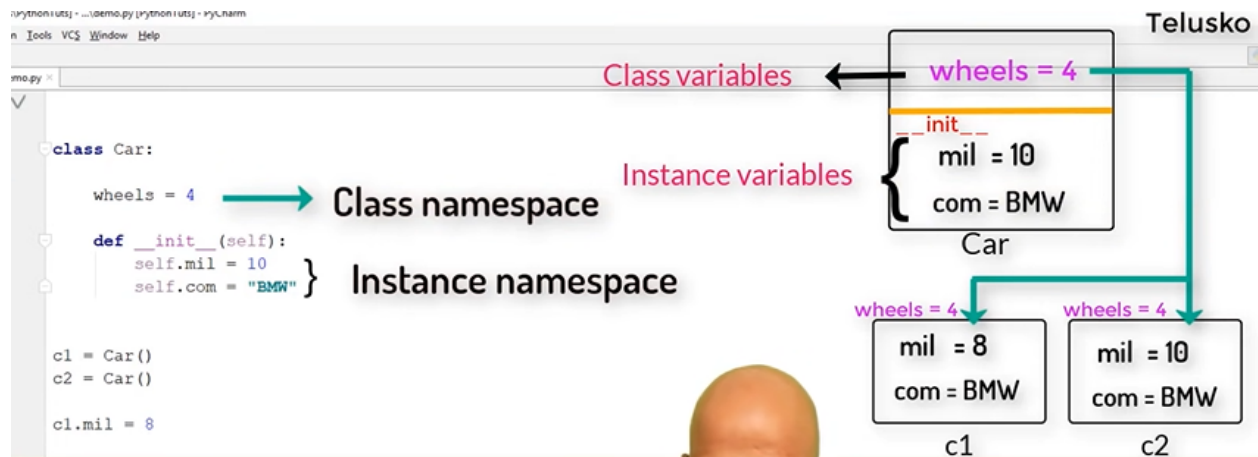 \PythonTuts] - ...\demo.py [PythonTuts] - PyCharm
Tools VCS Window Help
emo.py ×
Telusko
class Car:
wheels = 4
def __init__(self):
self.mil = 10
self.com = "BMW"
c1 = Car()
c2 = Car()
c1.mil = 8
Class namespace
Instance namespace
Class variables
Instance variables
wheels = 4
__init__
mil = 10
com = BMW
Car
wheels = 4
mil = 8
com = BMW
c1
wheels = 4
mil = 10
com = BMW
c2